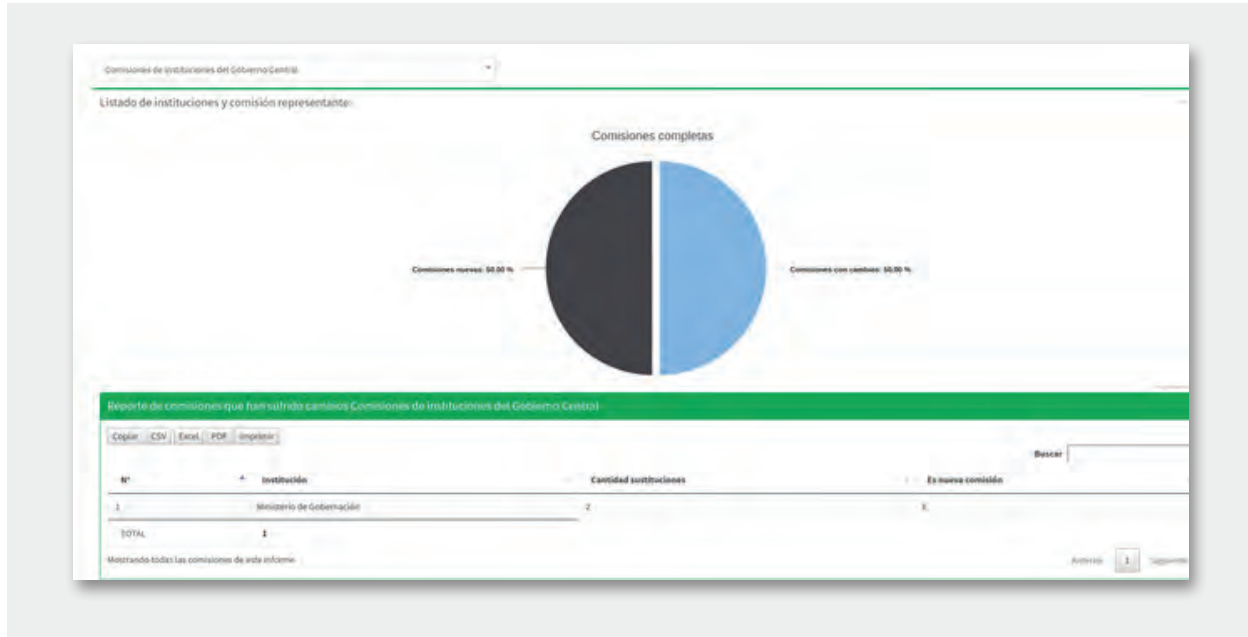 Comisiones de instituciones del Gobierno Central
Listado de instituciones y comisión representante
Comisiones completas
Comisiones nuevas: 50.00 %
Comisiones con cambios: 50.00 %
Reporte de comisiones que han sufrido cambios Comisiones de instituciones del Gobierno Central
Copiar CSV Excel PDF Imprimir
Buscar
N° Institución Cantidad sustituciones Es nueva comisión
1 Ministerio de Gobernación 2
TOTAL 1
Mostrando todas las comisiones de este informe
Anterior 1 Siguiente